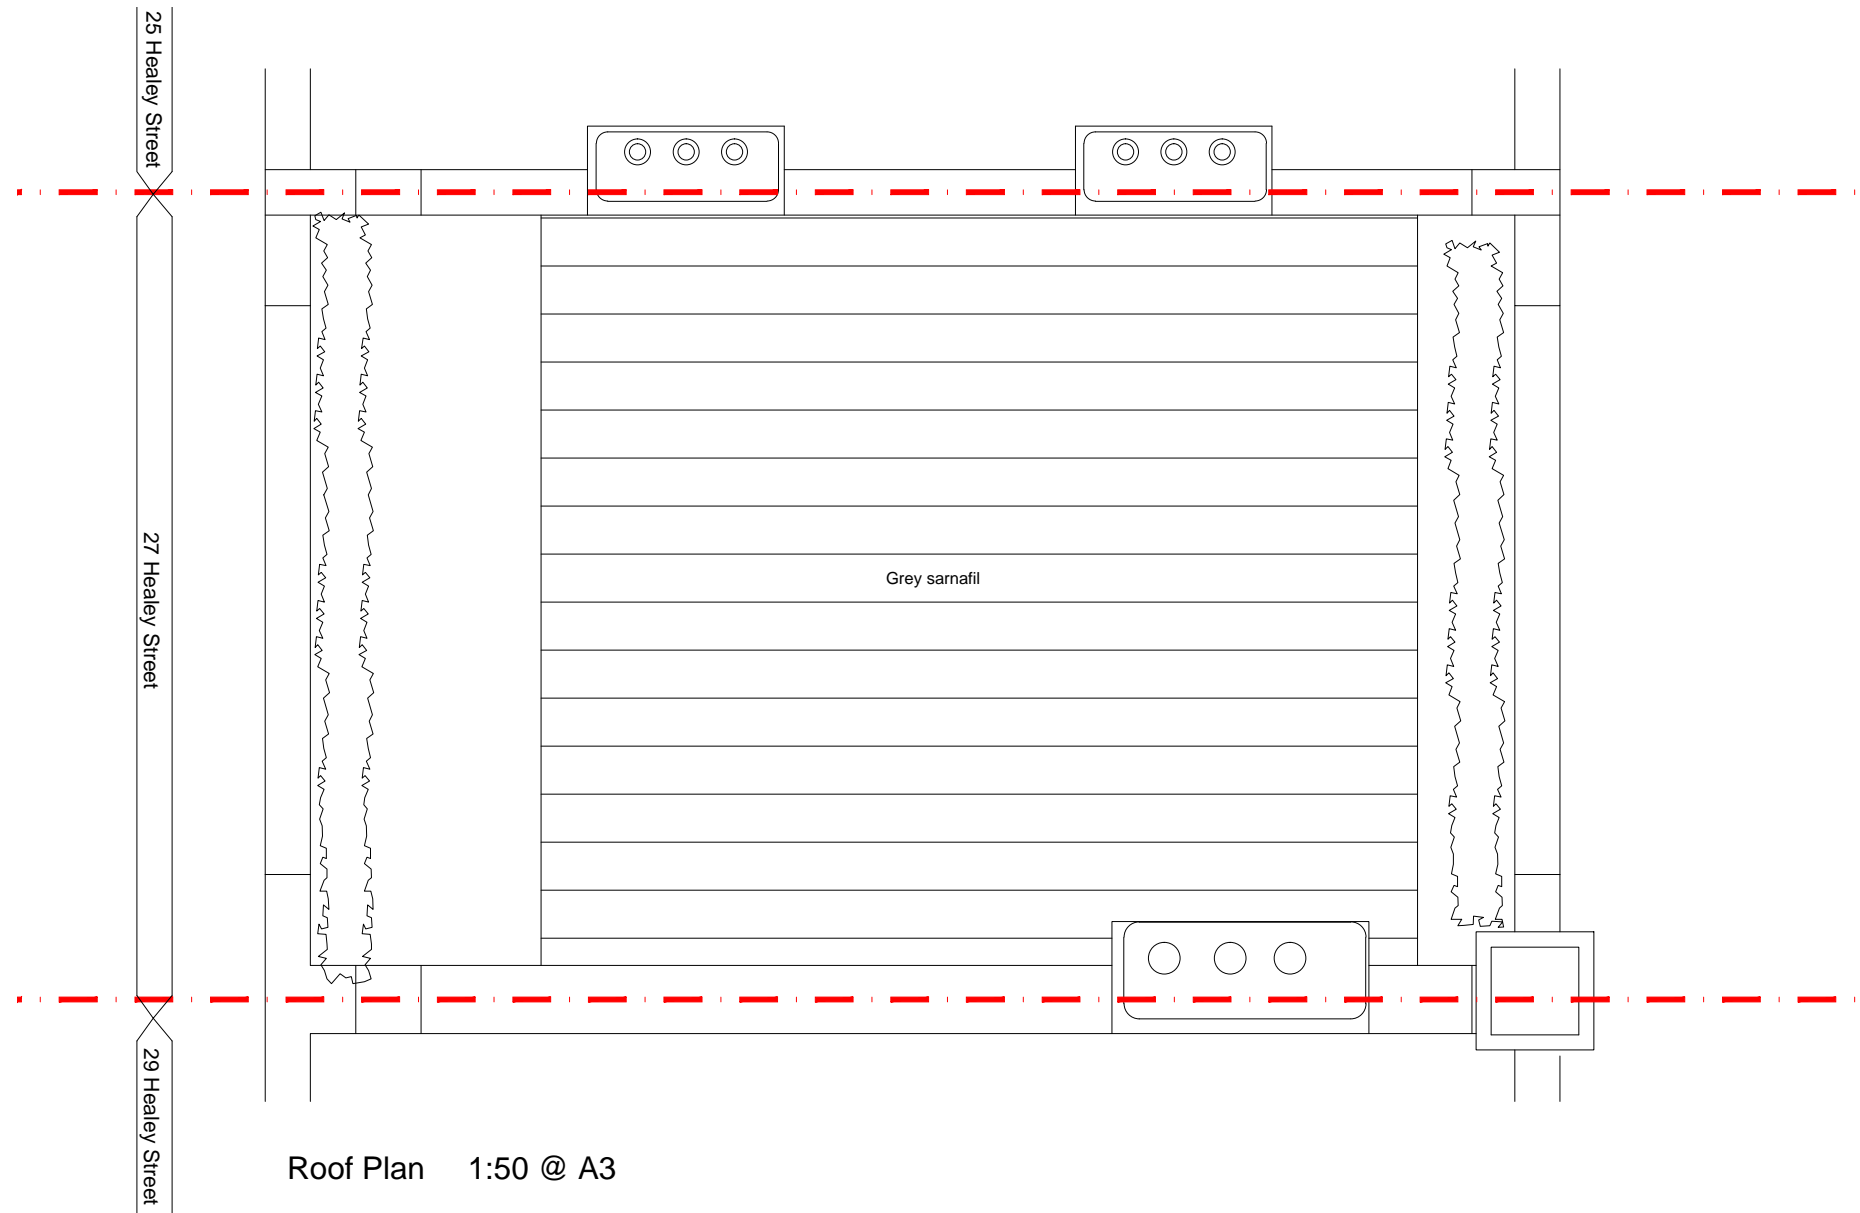 25 Healey Street
27 Healey Street
Grey sarnafil
29 Healey Street
Roof Plan 1:50 @ A3